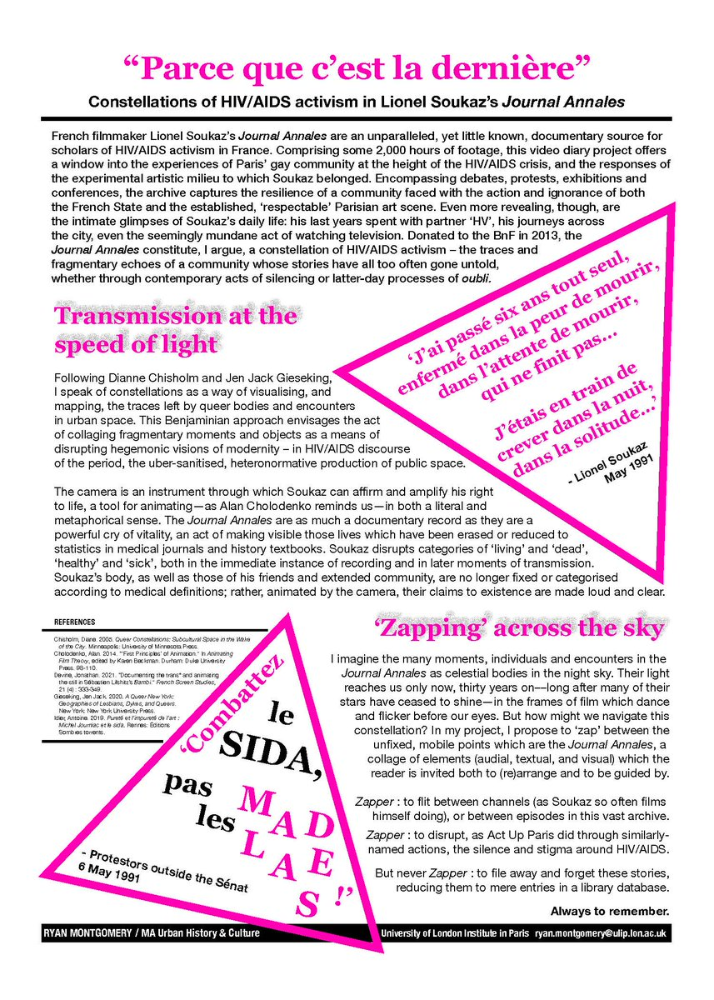 “Parce que c’est la dernière”
Constellations of HIV/AIDS activism in Lionel Soukaz’s Journal Annales
French filmmaker Lionel Soukaz’s Journal Annales are an unparalleled, yet little known, documentary source for
scholars of HIV/AIDS activism in France. Comprising some 2,000 hours of footage, this video diary project offers
a window into the experiences of Paris’ gay community at the height of the HIV/AIDS crisis, and the responses of
the experimental artistic milieu to which Soukaz belonged. Encompassing debates, protests, exhibitions and
conferences, the archive captures the resilience of a community faced with the action and ignorance of both
the French State and the established, ‘respectable’ Parisian art scene. Even more revealing, though, are
the intimate glimpses of Soukaz’s daily life: his last years spent with partner ‘HV’, his journeys across
the city, even the seemingly mundane act of watching television. Donated to the BnF in 2013, the
Journal Annales constitute, I argue, a constellation of HIV/AIDS activism – the traces and
fragmentary echoes of a community whose stories have all too often gone untold,
whether through contemporary acts of silencing or latter-day processes of oubli.
‘J’ai passé six ans tout seul,
enfermé dans la peur de mourir,
dans l’attente de mourir,
qui ne finit pas...
J’étais en train de
crever dans la nuit,
dans la solitude...’
- Lionel Soukaz
May 1991
Transmission at the
speed of light
Following Dianne Chisholm and Jen Jack Gieseking,
I speak of constellations as a way of visualising, and
mapping, the traces left by queer bodies and encounters
in urban space. This Benjaminian approach envisages the act
of collaging fragmentary moments and objects as a means of
disrupting hegemonic visions of modernity – in HIV/AIDS discourse
of the period, the uber-sanitised, heteronormative production of public space.
The camera is an instrument through which Soukaz can affirm and amplify his right
to life, a tool for animating—as Alan Cholodenko reminds us—in both a literal and
metaphorical sense. The Journal Annales are as much a documentary record as they are a
powerful cry of vitality, an act of making visible those lives which have been erased or reduced to
statistics in medical journals and history textbooks. Soukaz disrupts categories of ‘living’ and ‘dead’,
‘healthy’ and ‘sick’, both in the immediate instance of recording and in later moments of transmission.
Soukaz’s body, as well as those of his friends and extended community, are no longer fixed or categorised
according to medical definitions; rather, animated by the camera, their claims to existence are made loud and clear.
REFERENCES
Chisholm, Diane. 2005. Queer Constellations: Subcultural Space in the Wake
of the City. Minneapolis: University of Minnesota Press.
Cholodenko, Alan. 2014. "‘First Principles’ of Animation." In Animating
Film Theory, edited by Karen Beckman. Durham: Duke University
Press. 98-110.
Devine, Jonathan. 2021. "Documenting the trans* and animating
the still in Sébastien Lifshitz’s Bambi." French Screen Studies,
21 (4) : 333-349.
Gieseking, Jen Jack. 2020. A Queer New York:
Geographies of Lesbians, Dykes, and Queers.
New York: New York University Press.
Idier, Antoine. 2019. Pureté et l'impureté de l'art :
Michel Journiac et le sida. Rennes: Éditions
Sombres torrents.
‘Combattez
le
SIDA,
pas
les
MALADES !’
- Protestors outside the Sénat
6 May 1991
‘Zapping’ across the sky
I imagine the many moments, individuals and encounters in the
Journal Annales as celestial bodies in the night sky. Their light
reaches us only now, thirty years on––long after many of their
stars have ceased to shine—in the frames of film which dance
and flicker before our eyes. But how might we navigate this
constellation? In my project, I propose to ‘zap’ between the
unfixed, mobile points which are the Journal Annales, a
collage of elements (audial, textual, and visual) which the
reader is invited both to (re)arrange and to be guided by.
Zapper : to flit between channels (as Soukaz so often films
himself doing), or between episodes in this vast archive.
Zapper : to disrupt, as Act Up Paris did through similarly-
named actions, the silence and stigma around HIV/AIDS.
But never Zapper : to file away and forget these stories,
reducing them to mere entries in a library database.
Always to remember.
RYAN MONTGOMERY / MA Urban History & Culture
University of London Institute in Paris ryan.montgomery@ulip.lon.ac.uk